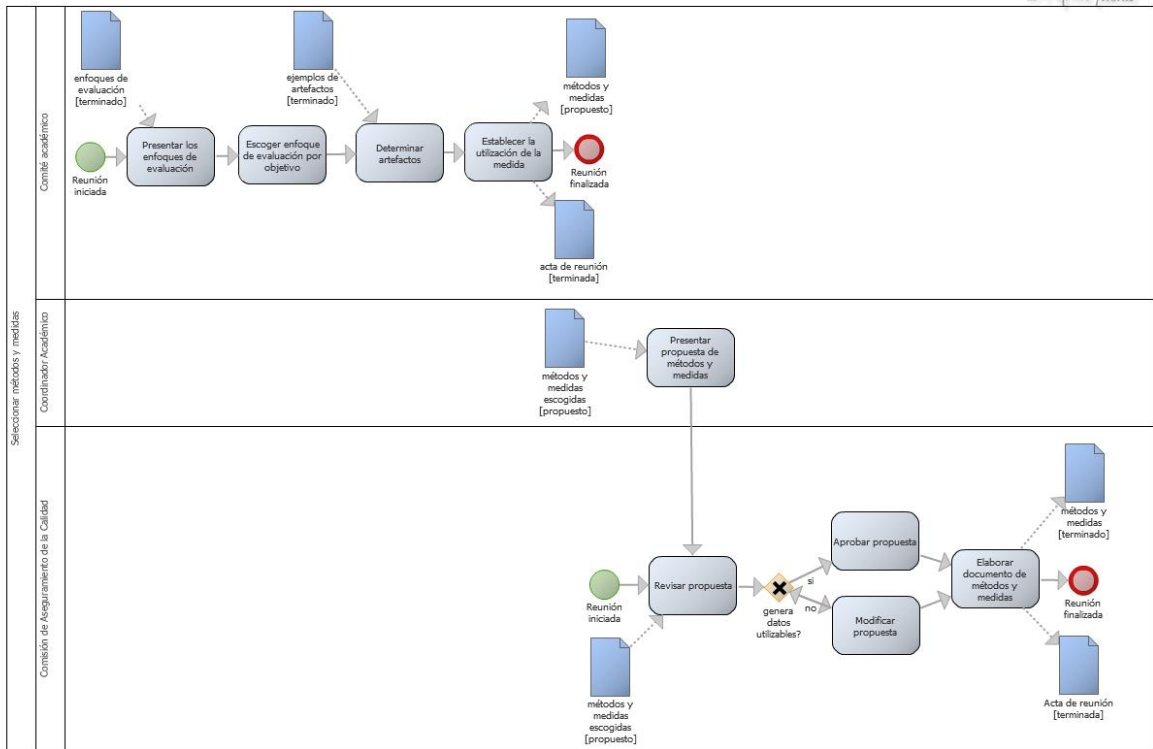 Seleccionar métodos y medidas
Comité académico
enfoques de
evaluación
[terminado]
ejemplos de
artefactos
[terminado]
métodos y
medidas
[propuesto]
Reunión
iniciada
Presentar los
enfoques de
evaluación
Escoger enfoque
de evaluación por
objetivo
Determinar
artefactos
Establecer la
utilización de la
medida
Reunión
finalizada
acta de reunión
[terminada]
Coordinador Académico
métodos y
medidas
escogidas
[propuesto]
Presentar
propuesta de
métodos y
medidas
Comisión de Aseguramiento de la Calidad
Reunión
iniciada
métodos y
medidas
escogidas
[propuesto]
Revisar propuesta
genera
datos
utilizables?
si
no
Aprobar propuesta
Modificar
propuesta
Elaborar
documento de
métodos y
medidas
métodos y
medidas
[terminado]
Reunión
finalizada
Acta de reunión
[terminada]